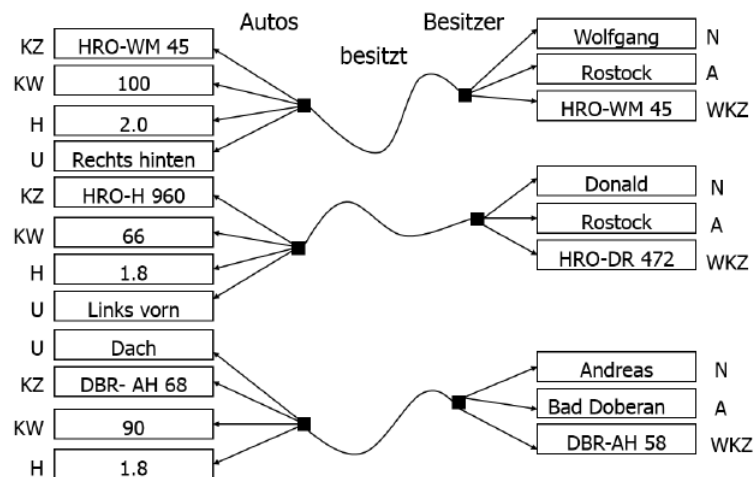 Autos
Besitzer
besitzt
KZ HRO-WM 45
KW 100
H 2.0
U Rechts hinten
KZ HRO-H 960
KW 66
H 1.8
U Links vorn
U Dach
KZ DBR- AH 68
KW 90
H 1.8
Wolfgang N
Rostock A
HRO-WM 45 WKZ
Donald N
Rostock A
HRO-DR 472 WKZ
Andreas N
Bad Doberan A
DBR-AH 58 WKZ